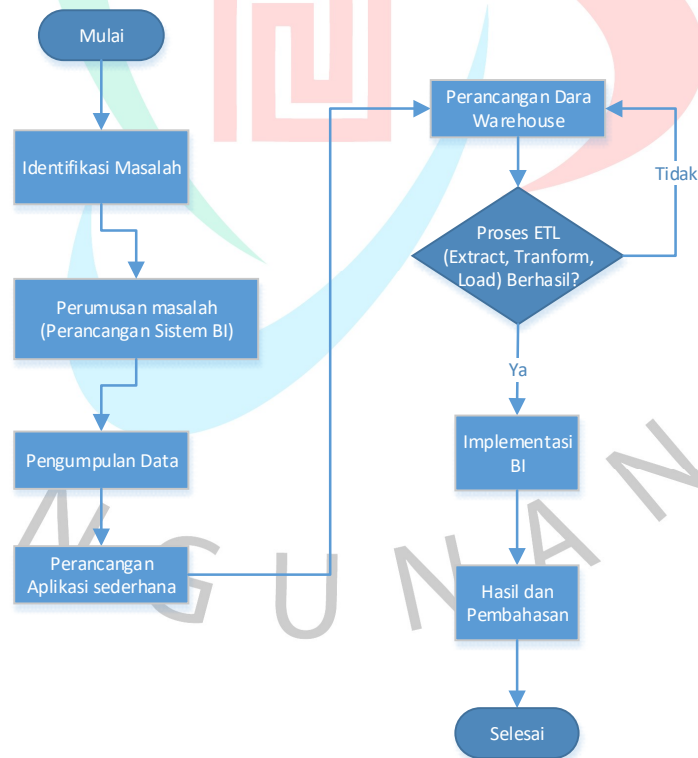 Mulai
Identifikasi Masalah
Perumusan masalah
(Perancangan Sistem BI)
Pengumpulan Data
Perancangan
Aplikasi sederhana
Perancangan Dara
Warehouse
Tidak
Proses ETL
(Extract, Tranform,
Load) Berhasil?
Ya
Implementasi
BI
Hasil dan
Pembahasan
Selesai
NGUNAN